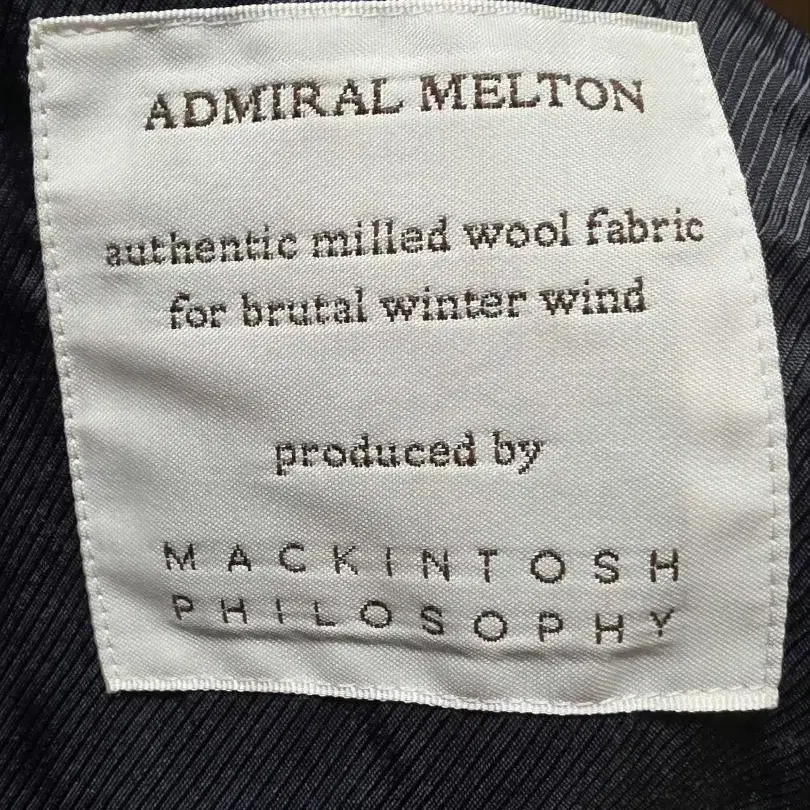 ADMIRAL MELTON
authentic milled wool fabric
for brutal winter wind
produced by
MACKINTOSH
PHILOSOPHY